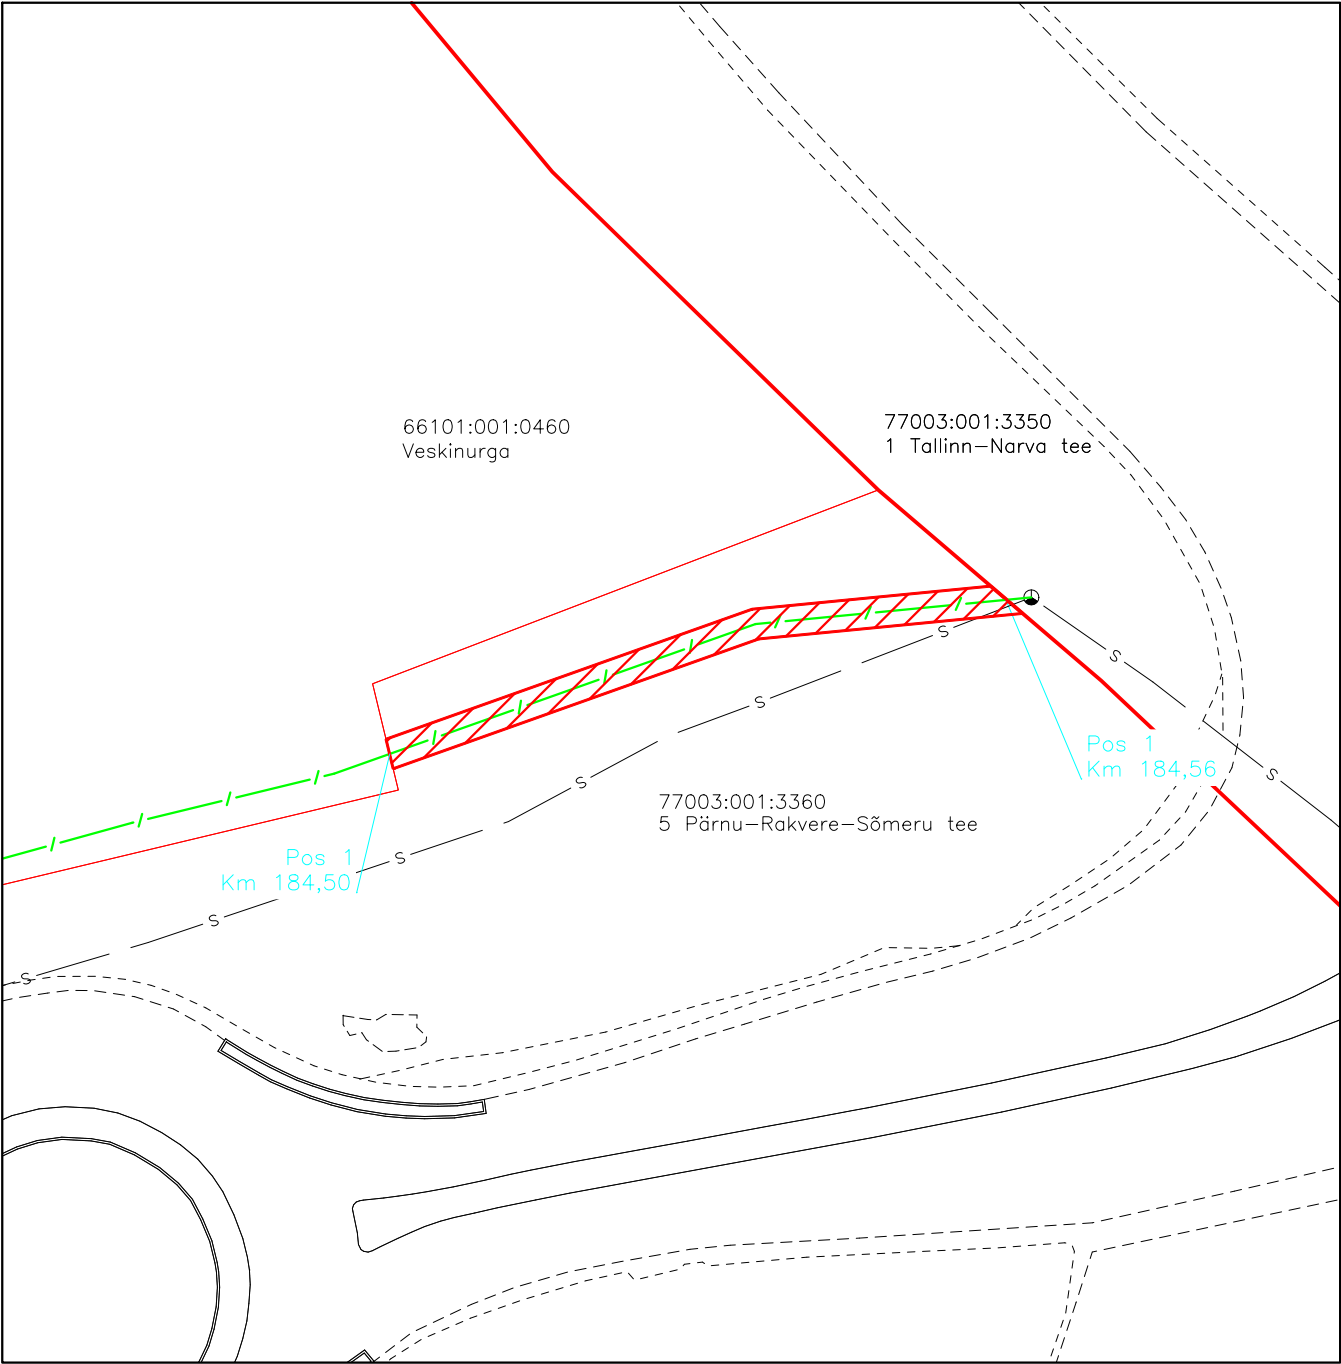 77003:001:3350
1 Tallinn-Narva tee
66101:001:0460
Veskinurga
S
S
S
Pos 1
Km 184,56
S
S
77003:001:3360
5 Pärnu-Rakvere-Sõmeru tee
Pos 1
Km 184,50
S
S
S